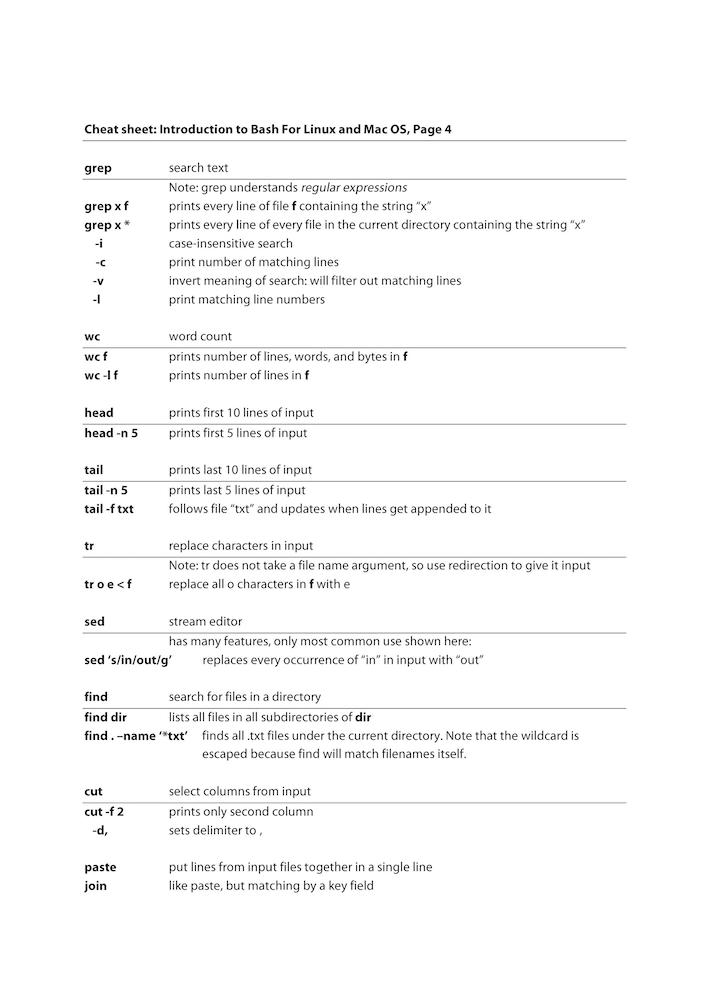 Cheat sheet: Introduction to Bash For Linux and Mac OS, Page 4
grep search text
Note: grep understands regular expressions
grep x f prints every line of file f containing the string “x”
grep x * prints every line of every file in the current directory containing the string “x”
-i case-insensitive search
-c print number of matching lines
-v invert meaning of search: will filter out matching lines
-l print matching line numbers
wc word count
wc f prints number of lines, words, and bytes in f
wc -l f prints number of lines in f
head prints first 10 lines of input
head -n 5 prints first 5 lines of input
tail prints last 10 lines of input
tail -n 5 prints last 5 lines of input
tail -f txt follows file “txt” and updates when lines get appended to it
tr replace characters in input
Note: tr does not take a file name argument, so use redirection to give it input
tr o e < f replace all o characters in f with e
sed stream editor
has many features, only most common use shown here:
sed ‘s/in/out/g’ replaces every occurrence of “in” in input with “out”
find search for files in a directory
find dir lists all files in all subdirectories of dir
find . –name ‘*txt’ finds all .txt files under the current directory. Note that the wildcard is
escaped because find will match filenames itself.
cut select columns from input
cut -f 2 prints only second column
-d, sets delimiter to ,
paste put lines from input files together in a single line
join like paste, but matching by a key field